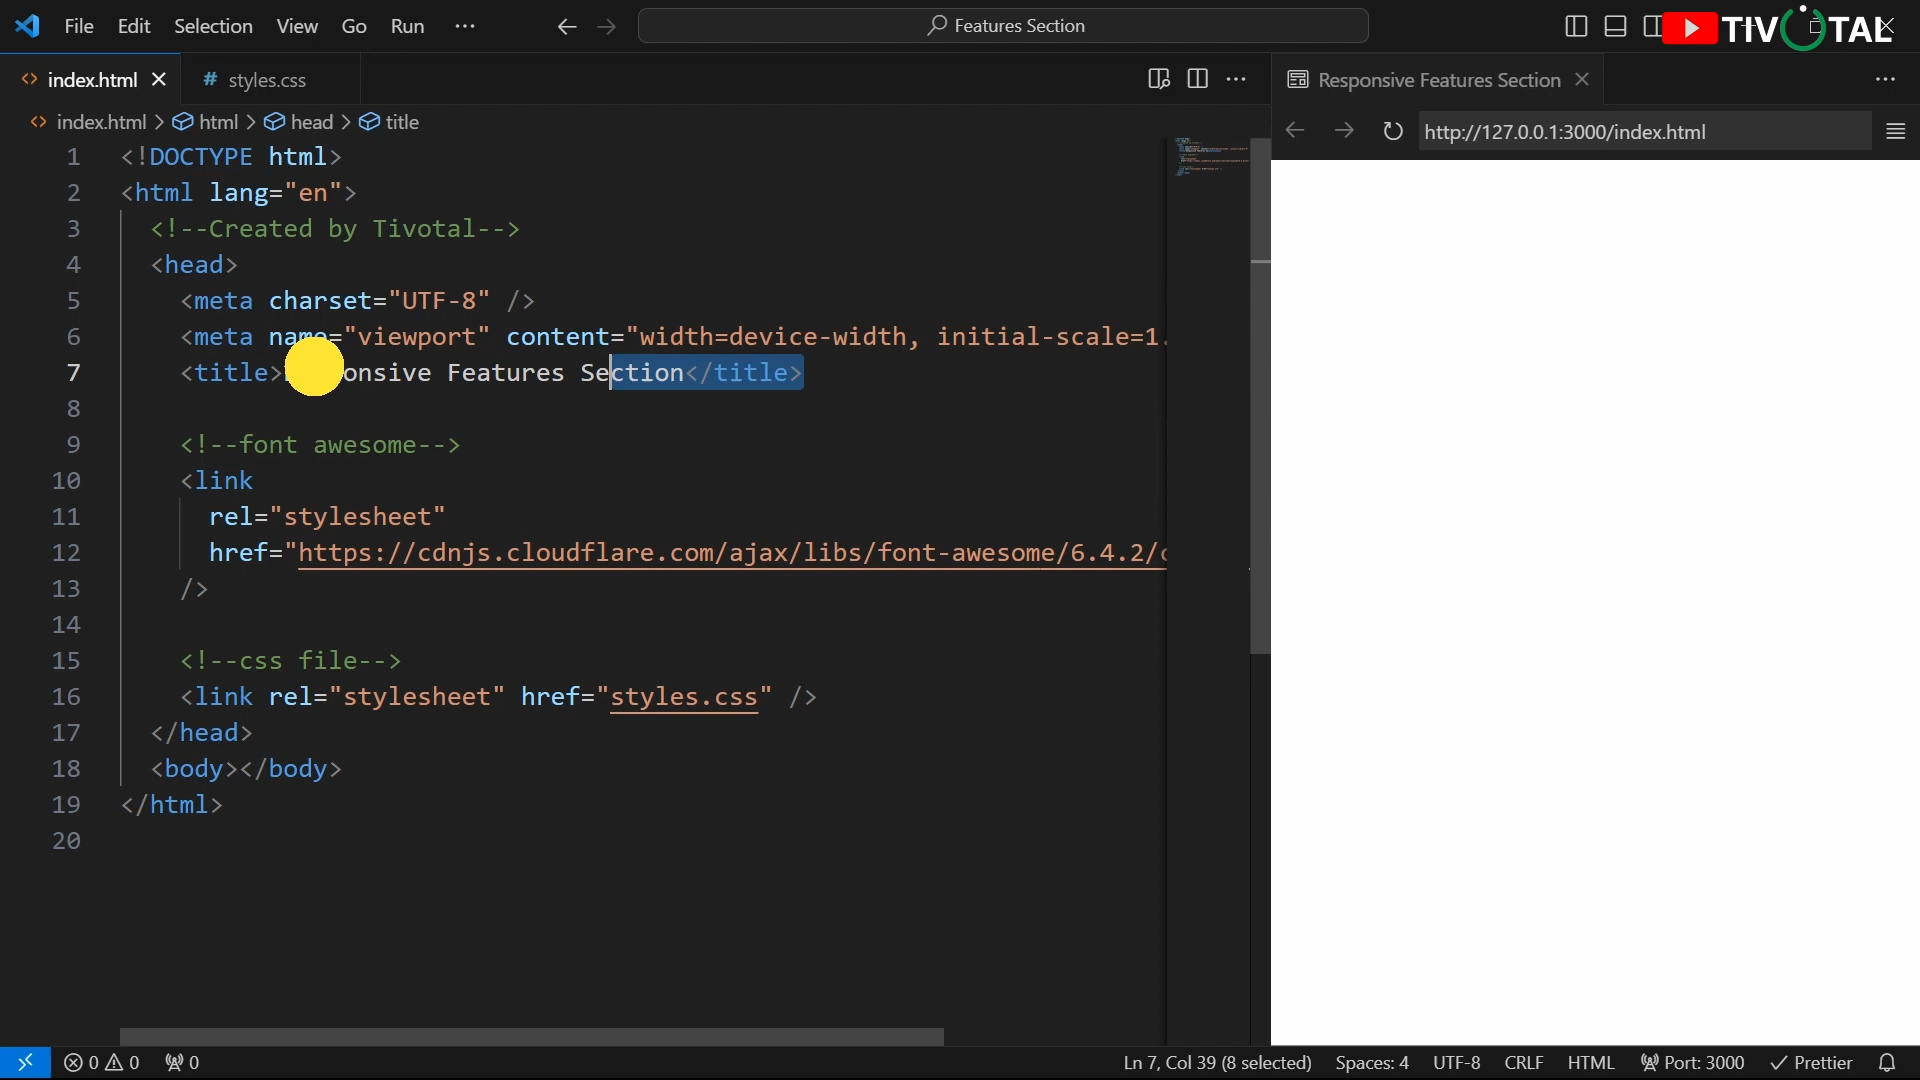 File Edit Selection View Go Run ··· Features Section TIVOTAL
index.html # styles.css Responsive Features Section
index.html > html > head > title http://127.0.0.1:3000/index.html
1 <!DOCTYPE html>
2 <html lang="en">
3 <!--Created by Tivotal-->
4 <head>
5 <meta charset="UTF-8" />
6 <meta name="viewport" content="width=device-width, initial-scale=1.
7 <title> onsive Features Section</title>
8
9 <!--font awesome-->
10 <link
11 rel="stylesheet"
12 href="https://cdnjs.cloudflare.com/ajax/libs/font-awesome/6.4.2/c
13 />
14
15 <!--css file-->
16 <link rel="stylesheet" href="styles.css" />
17 </head>
18 <body></body>
19 </html>
20
0 0 0 Ln 7, Col 39 (8 selected) Spaces: 4 UTF-8 CRLF HTML Port: 3000 Prettier